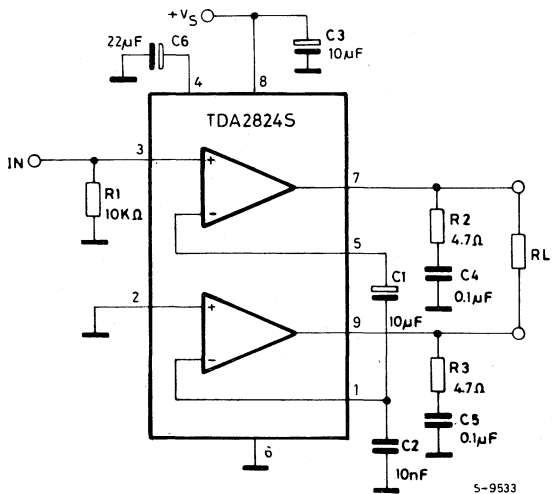 +VS
C3
10µF
22µF
C6
4
8
TDA2824S
IN
3
+
7
R1
10KΩ
-
R2
4.7Ω
RL
5
C1
C4
0.1µF
2
+
10µF
9
-
R3
4.7Ω
1
C5
0.1µF
C2
6
10nF
S-9533